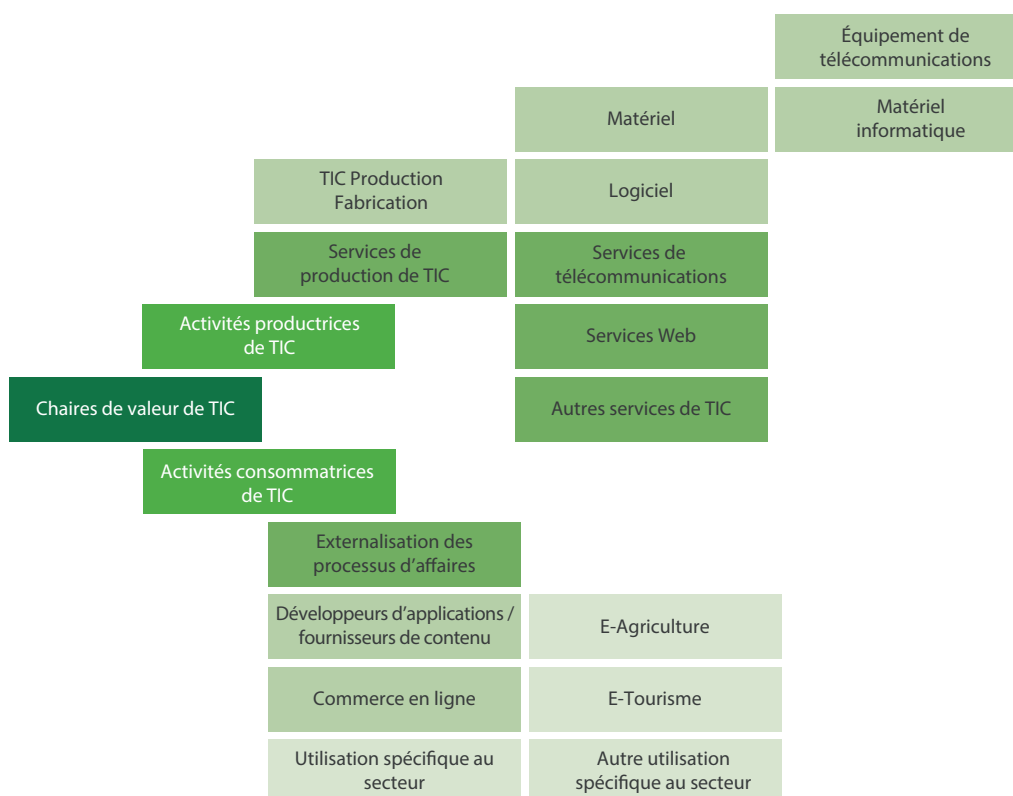 Équipement de
télécommunications
Matériel
Matériel
informatique
TIC Production
Fabrication
Logiciel
Services de
production de TIC
Services de
télécommunications
Activités productrices
de TIC
Services Web
Chaires de valeur de TIC
Autres services de TIC
Activités consommatrices
de TIC
Externalisation des
processus d'affaires
Développeurs d'applications /
fournisseurs de contenu
E-Agriculture
Commerce en ligne
E-Tourisme
Utilisation spécifique au
secteur
Autre utilisation
spécifique au secteur